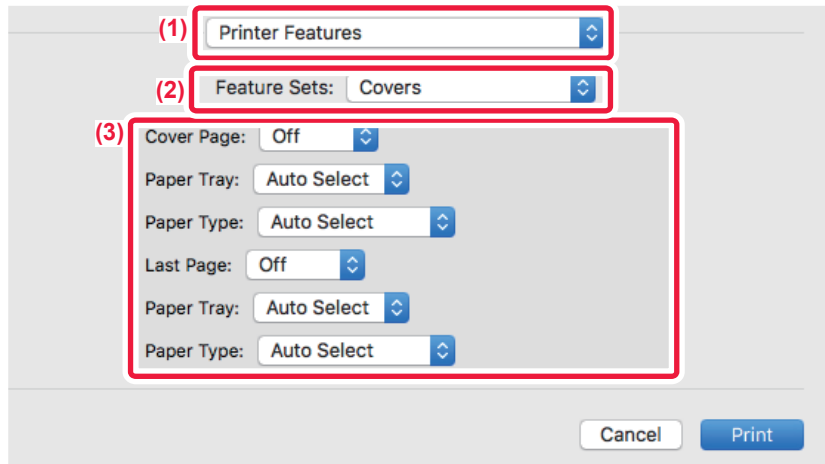 (1) Printer Features
(2) Feature Sets: Covers
(3) Cover Page: Off
Paper Tray: Auto Select
Paper Type: Auto Select
Last Page: Off
Paper Tray: Auto Select
Paper Type: Auto Select
Cancel Print